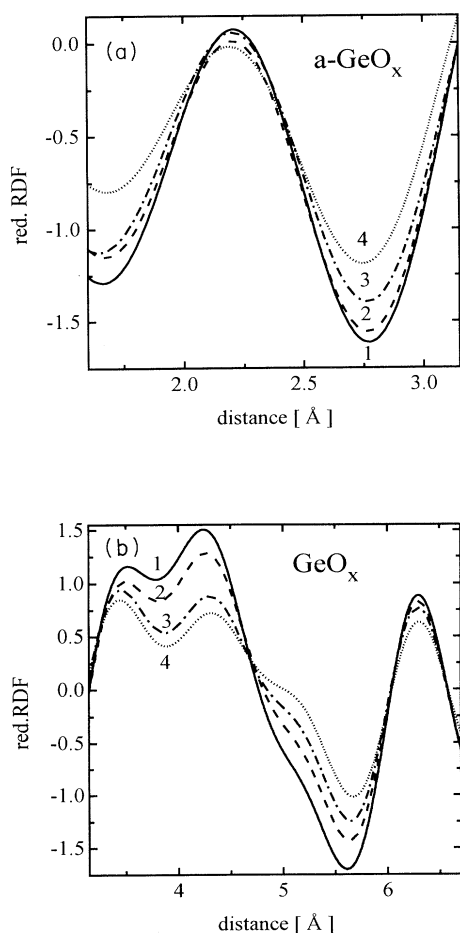 (a)
a-GeOₓ
0.0
-0.5
-1.0
-1.5
red. RDF
4
3
2
1
2.0 2.5 3.0
distance [ Å ]
(b)
GeOₓ
1.5
1.0
0.5
0.0
-0.5
-1.0
-1.5
red.RDF
1
2
3
4
4 5 6
distance [ Å ]